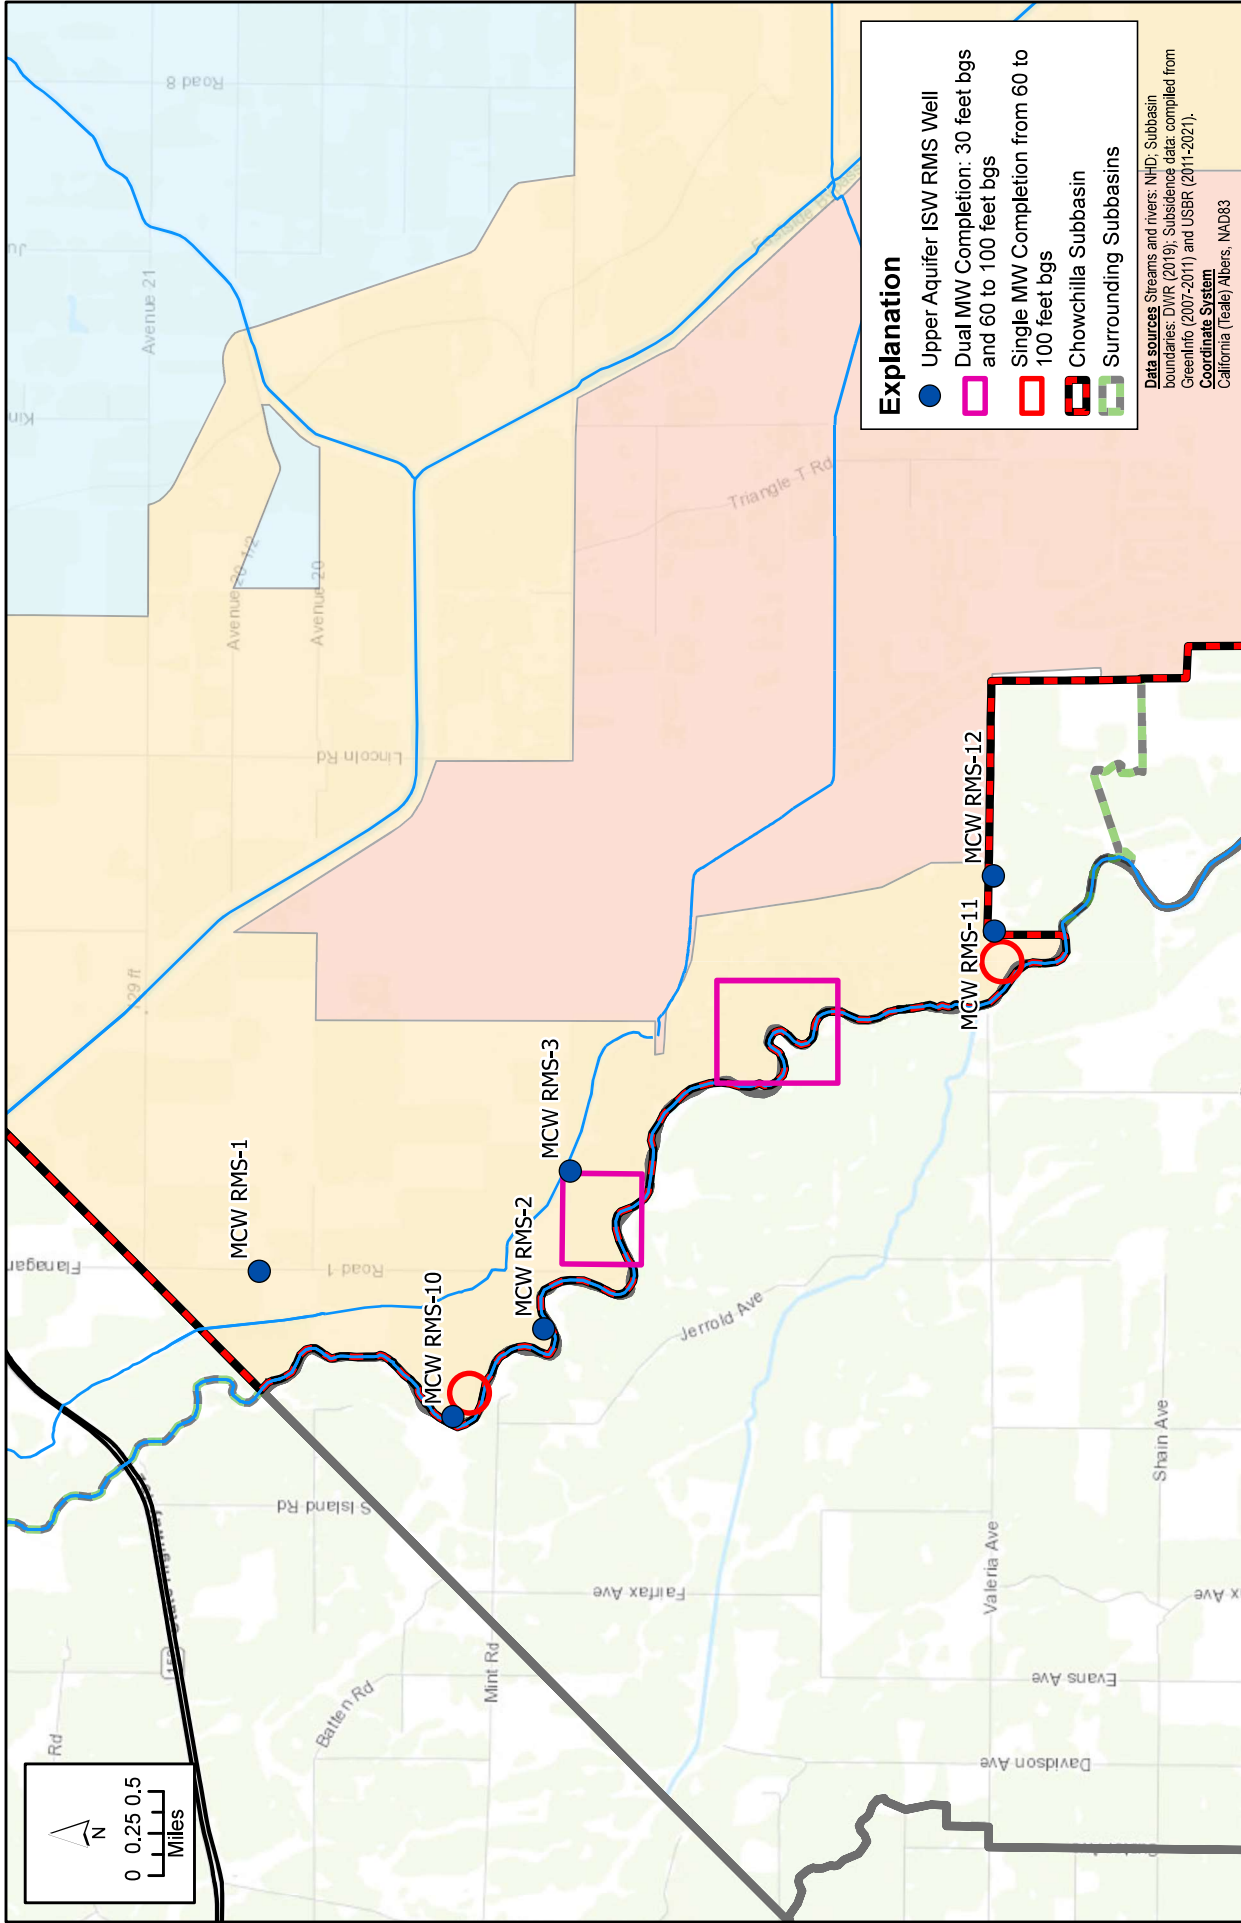 N
0 0.25 0.5
Miles
Rd
Batten Rd
Mint Rd
S Island Rd
Fairfax Ave
Valeria Ave
Evans Ave
Davidson Ave
Shain Ave
Jerrold Ave
Flanagan
Road 1
29 ft
Lincoln Rd
Avenue 20 1/2
Avenue 20
Avenue 21
Road 8
Triangle T Rd
MCW RMS-1
MCW RMS-10
MCW RMS-2
MCW RMS-3
MCW RMS-11
MCW RMS-12
Explanation
Upper Aquifer ISW RMS Well
Dual MW Completion: 30 feet bgs
and 60 to 100 feet bgs
Single MW Completion from 60 to
100 feet bgs
Chowchilla Subbasin
Surrounding Subbasins
Data sources Streams and rivers: NHD; Subbasin
boundaries: DWR (2019); Subsidence data: compiled from
GreenInfo (2007-2011) and USBR (2011-2021).
Coordinate System
California (Teale) Albers, NAD83